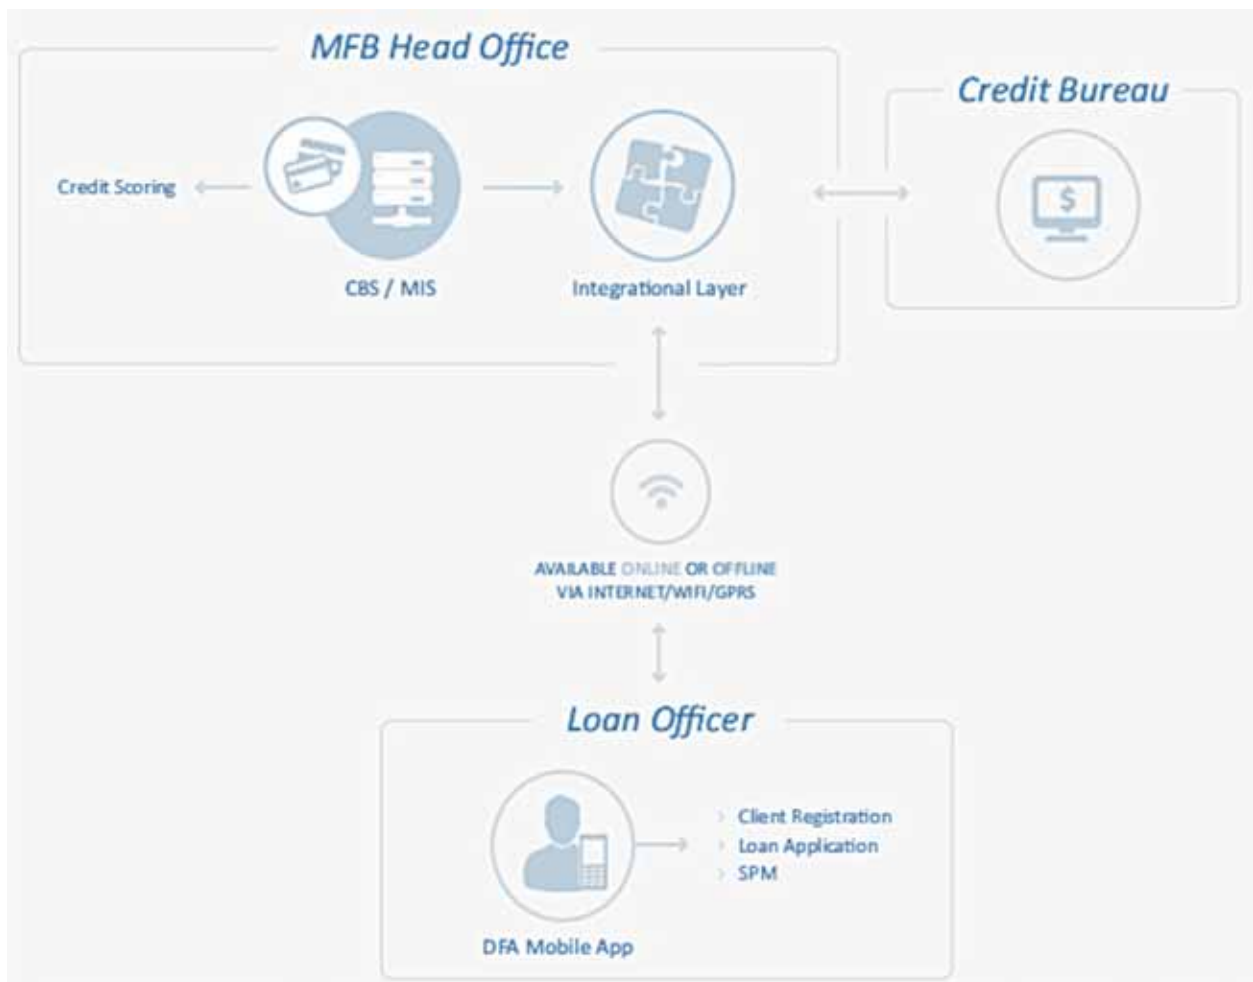 MFB Head Office
Credit Bureau
Credit Scoring
$
CBS / MIS
Integrational Layer
AVAILABLE ONLINE OR OFFLINE
VIA INTERNET/WIFI/GPRS
Loan Officer
Client Registration
Loan Application
SPM
DFA Mobile App